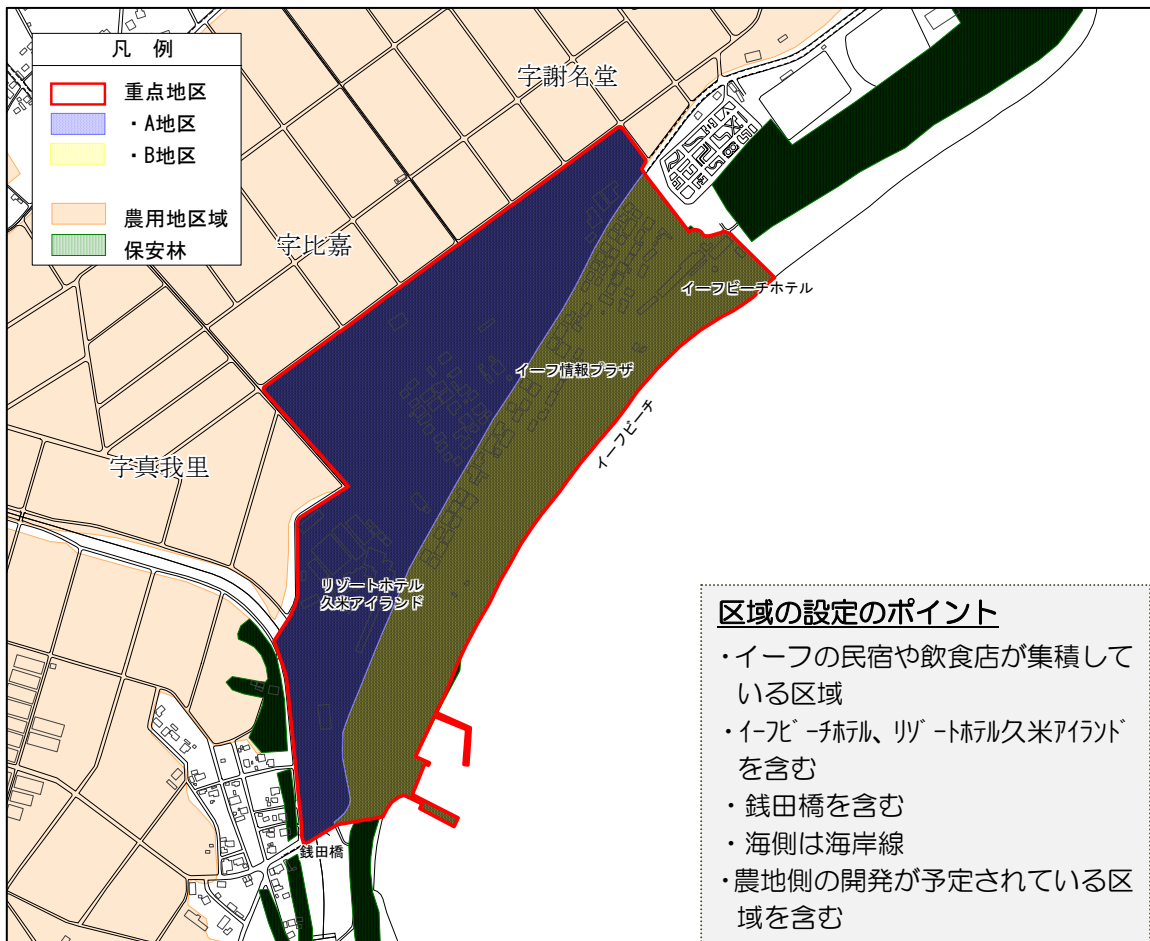 凡 例
重点地区
・A地区
・B地区
農用地区域
保安林
字謝名堂
字比嘉
イーフビーチホテル
イーフ情報プラザ
イーフビーチ
字真我里
リゾートホテル
久米アイランド
銭田橋
区域の設定のポイント
・イーフの民宿や飲食店が集積して
いる区域
・ｲｰﾌﾋﾞｰﾁﾎﾃﾙ、ﾘｿﾞｰﾄﾎﾃﾙ久米ｱｲﾗﾝﾄﾞ
を含む
・銭田橋を含む
・海側は海岸線
・農地側の開発が予定されている区
域を含む